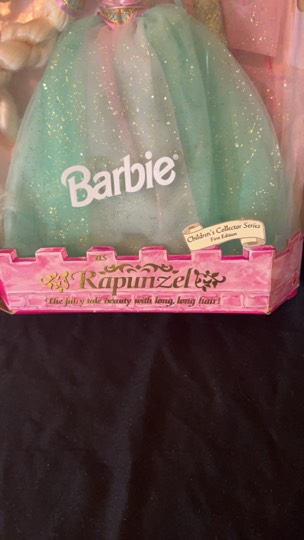 Barbie®
Children's Collector Series
First Edition
as
Rapunzel
The fairy tale beauty with long, long hair!